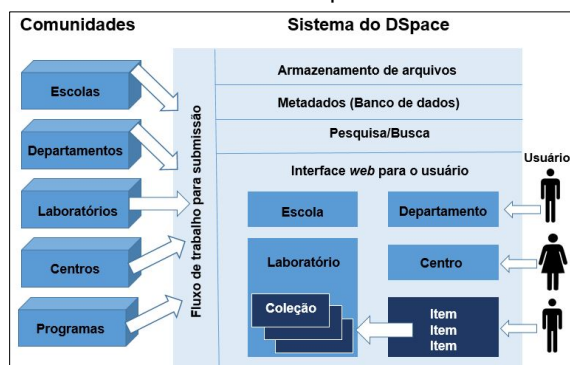 Comunidades
Sistema do DSpace
Escolas
Departamentos
Laboratórios
Centros
Programas
Fluxo de trabalho para submissão
Armazenamento de arquivos
Metadados (Banco de dados)
Pesquisa/Busca
Interface web para o usuário
Usuário
Escola
Departamento
Laboratório
Centro
Coleção
Item
Item
Item